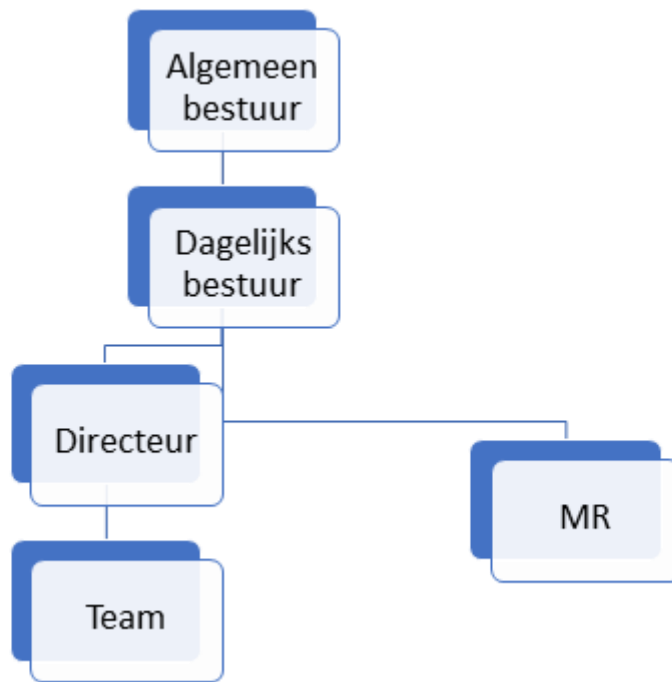 Algemeen
bestuur
Dagelijks
bestuur
Directeur
MR
Team